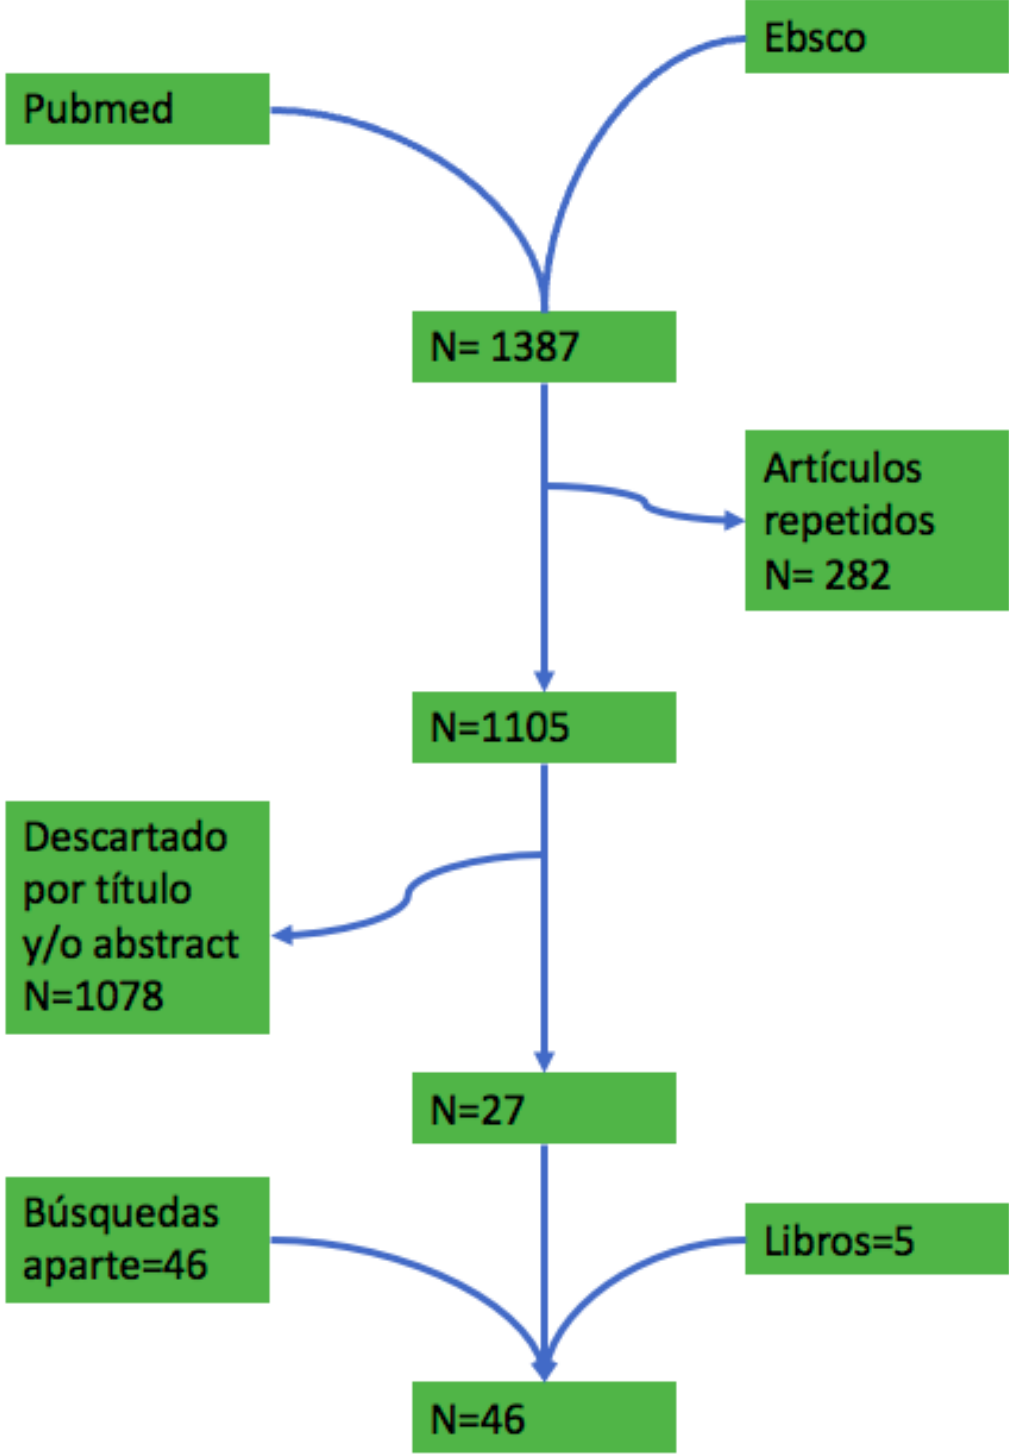 Ebsco
Pubmed
N= 1387
Artículos
repetidos
N= 282
N=1105
Descartado
por título
y/o abstract
N=1078
N=27
Búsquedas
aparte=46
Libros=5
N=46